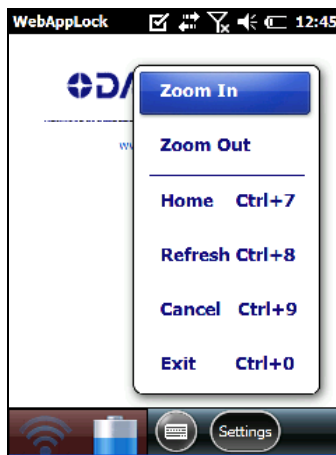 WebAppLock 12:45
Zoom In
Zoom Out
Home Ctrl+7
Refresh Ctrl+8
Cancel Ctrl+9
Exit Ctrl+0
Settings